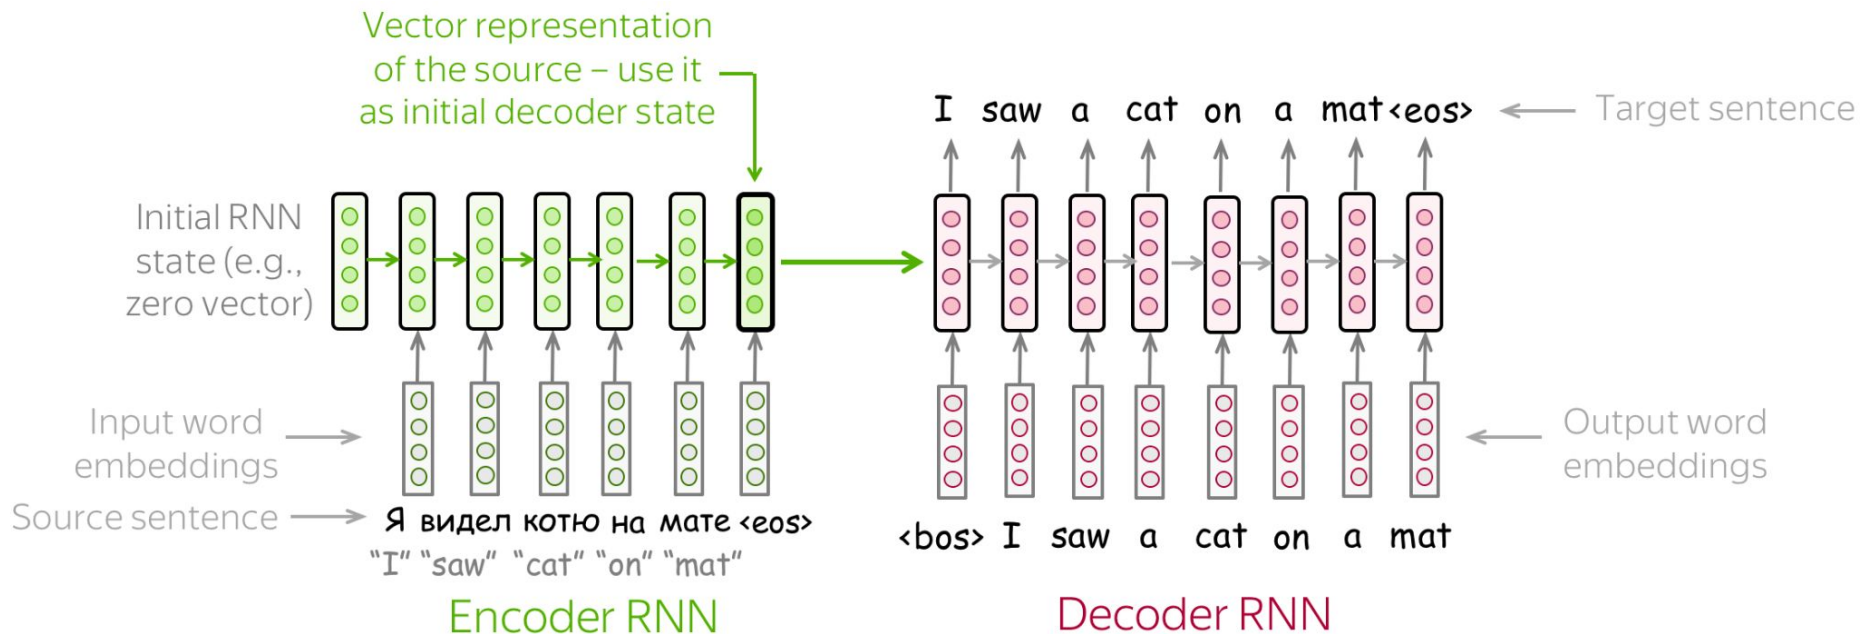 Vector representation
of the source – use it
as initial decoder state
I saw a cat on a mat <eos>
Target sentence
Initial RNN
state (e.g.,
zero vector)
Input word
embeddings
Output word
embeddings
Source sentence
Я видел котю на мате <eos>
"I" "saw" "cat" "on" "mat"
<bos> I saw a cat on a mat
Encoder RNN
Decoder RNN